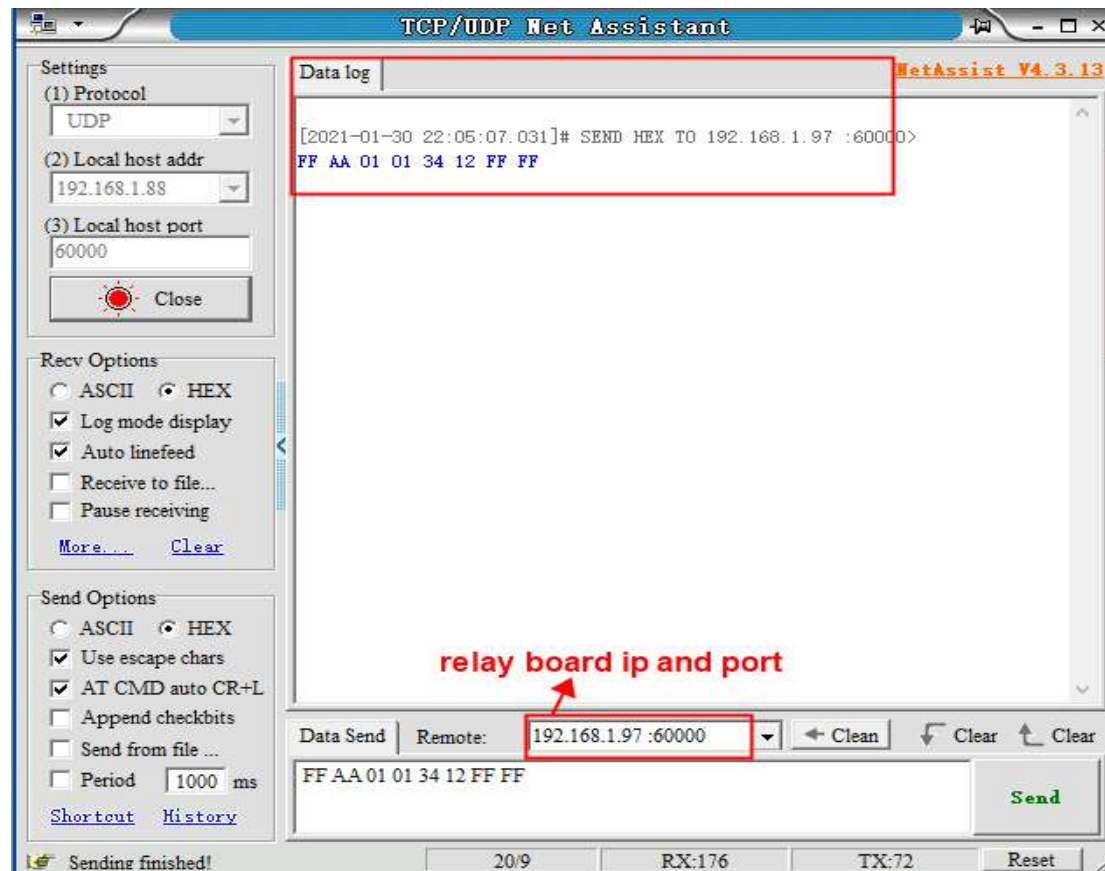 TCP/UDP Net Assistant
Settings
(1) Protocol
UDP
(2) Local host addr
192.168.1.88
(3) Local host port
60000
Close
Recv Options
ASCII HEX
Log mode display
Auto linefeed
Receive to file...
Pause receiving
More... Clear
Send Options
ASCII HEX
Use escape chars
AT CMD auto CR+L
Append checkbits
Send from file ...
Period 1000 ms
Shortcut History
Data log
NetAssist V4.3.13
[2021-01-30 22:05:07.031]# SEND HEX TO 192.168.1.97 :60000>
FF AA 01 01 34 12 FF FF
relay board ip and port
Data Send Remote: 192.168.1.97 :60000 Clean Clear Clear
FF AA 01 01 34 12 FF FF
Send
Sending finished! 20/9 RX:176 TX:72 Reset